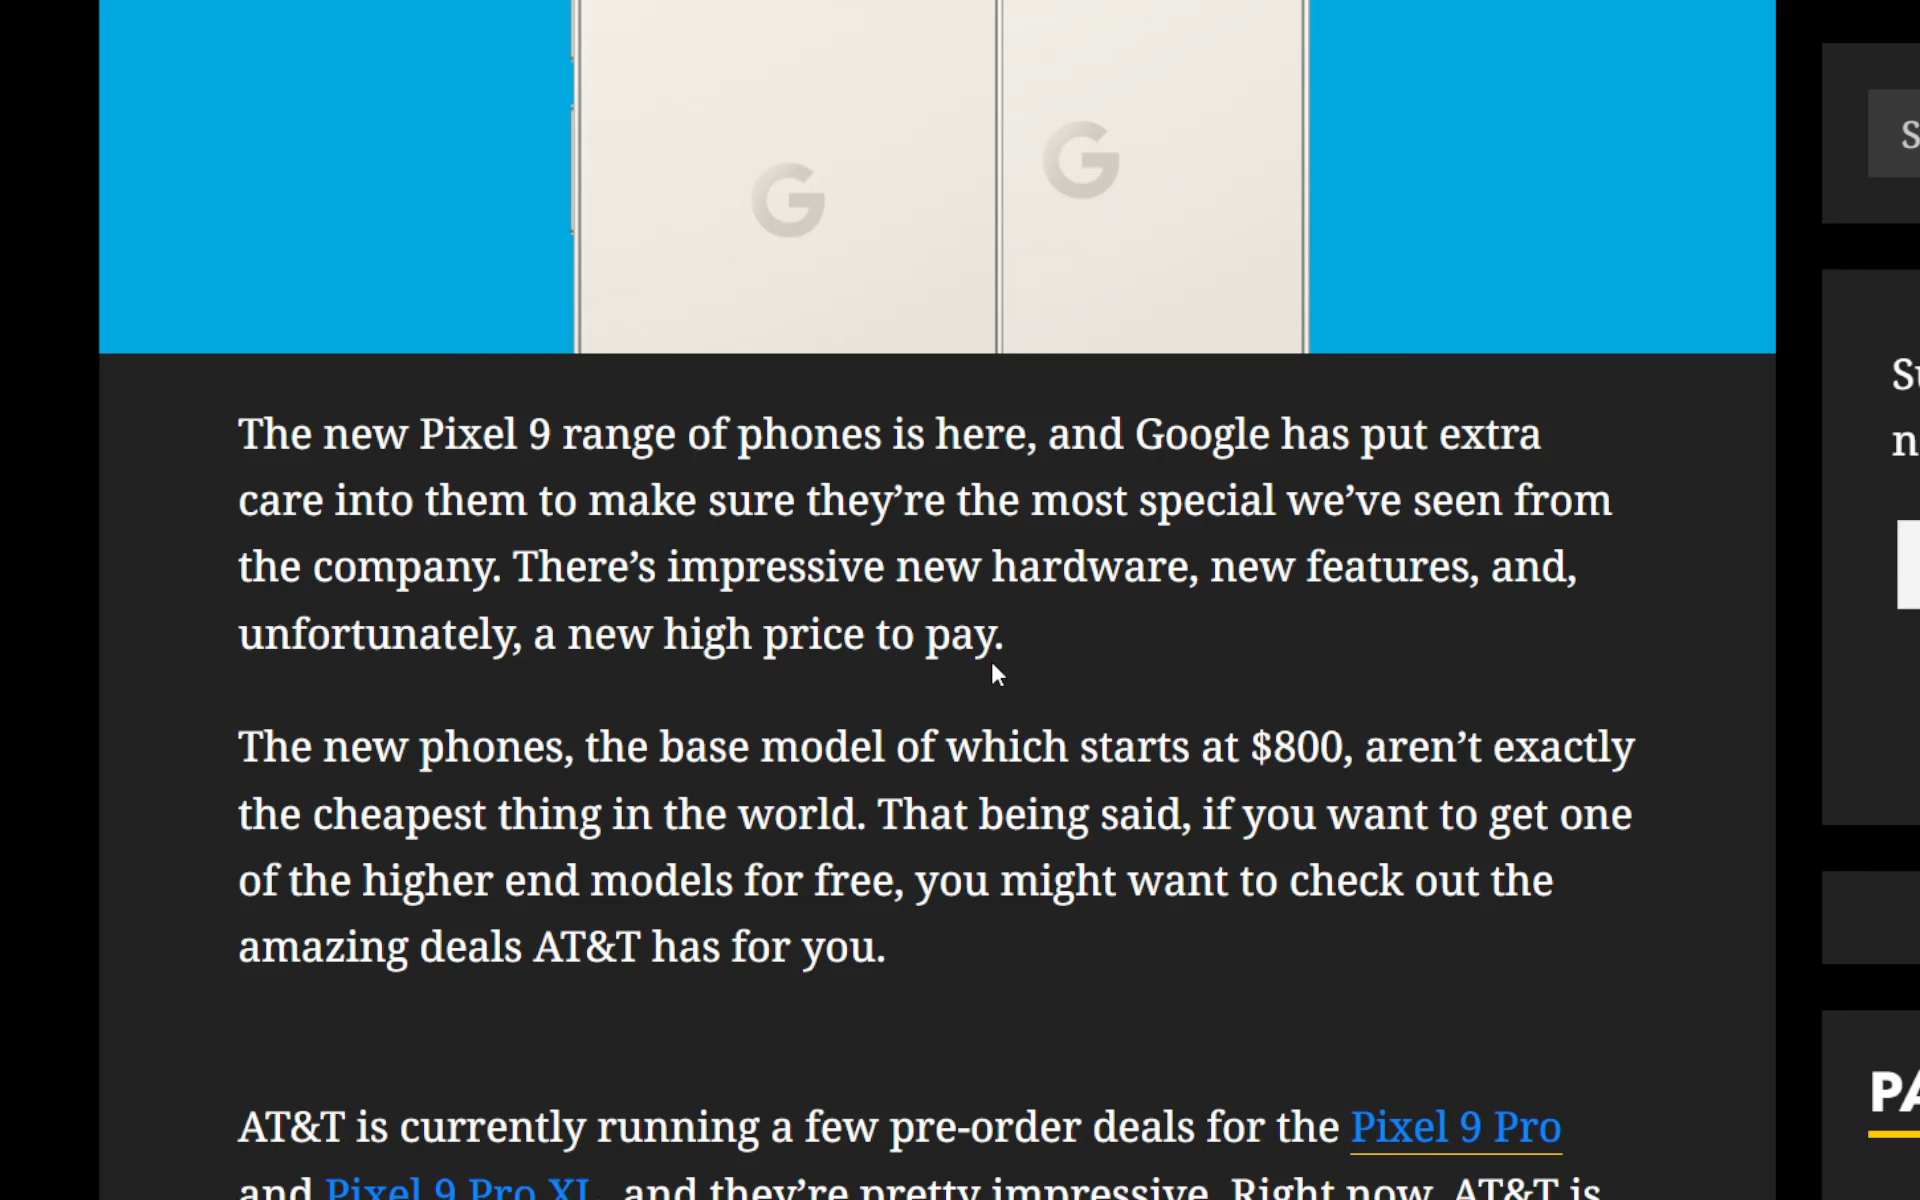 The new Pixel 9 range of phones is here, and Google has put extra
care into them to make sure they’re the most special we’ve seen from
the company. There’s impressive new hardware, new features, and,
unfortunately, a new high price to pay.
The new phones, the base model of which starts at $800, aren’t exactly
the cheapest thing in the world. That being said, if you want to get one
of the higher end models for free, you might want to check out the
amazing deals AT&T has for you.
AT&T is currently running a few pre-order deals for the Pixel 9 Pro
and Pixel 9 Pro XL, and they’re pretty impressive. Right now, AT&T is